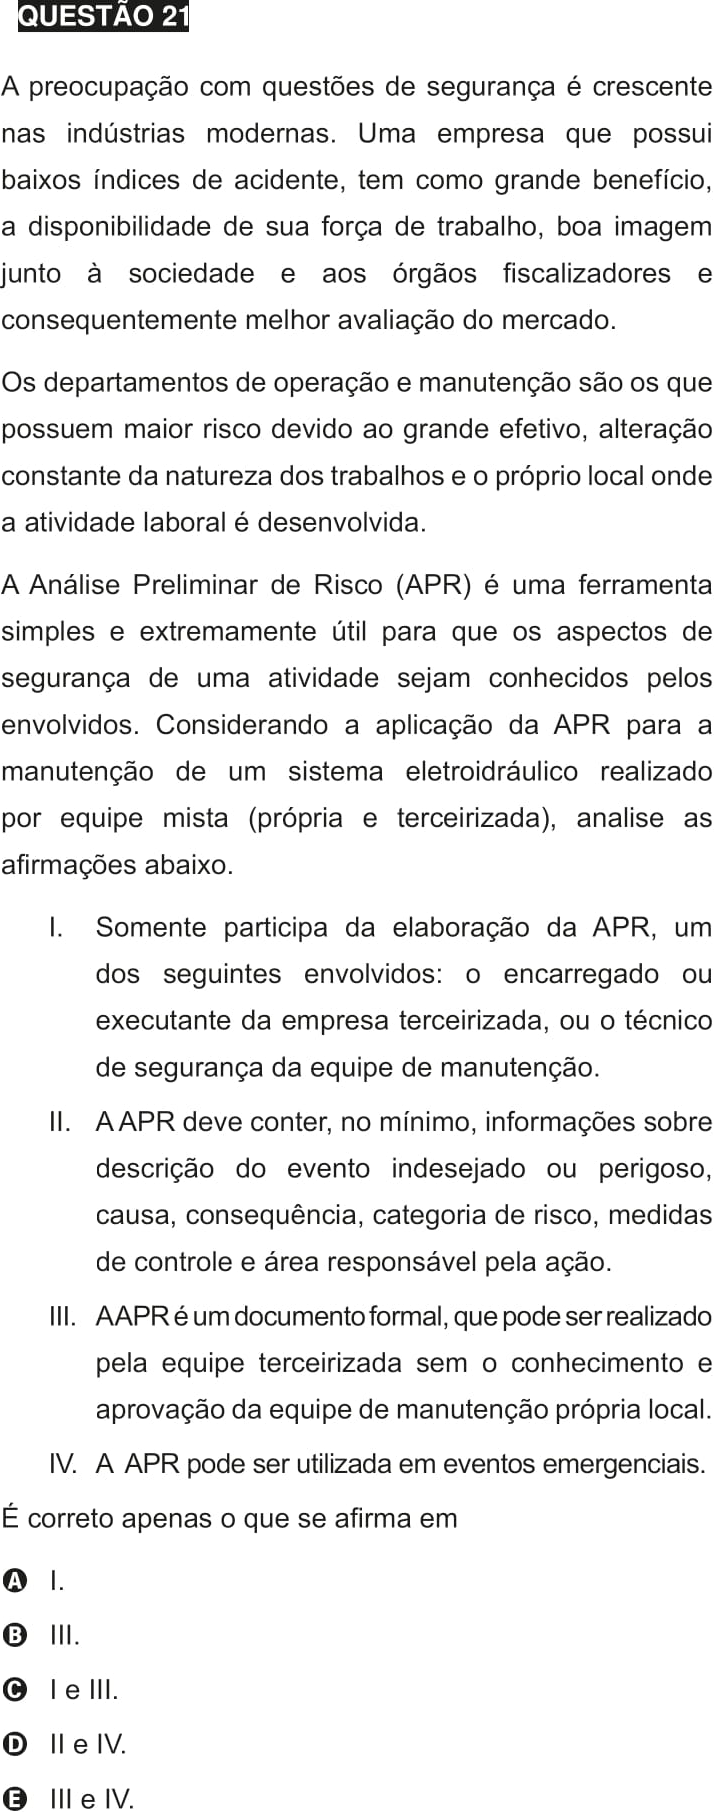 QUESTÃO 21
A preocupação com questões de segurança é crescente
nas indústrias modernas. Uma empresa que possui
baixos índices de acidente, tem como grande benefício,
a disponibilidade de sua força de trabalho, boa imagem
junto à sociedade e aos órgãos fiscalizadores e
consequentemente melhor avaliação do mercado.
Os departamentos de operação e manutenção são os que
possuem maior risco devido ao grande efetivo, alteração
constante da natureza dos trabalhos e o próprio local onde
a atividade laboral é desenvolvida.
A Análise Preliminar de Risco (APR) é uma ferramenta
simples e extremamente útil para que os aspectos de
segurança de uma atividade sejam conhecidos pelos
envolvidos. Considerando a aplicação da APR para a
manutenção de um sistema eletroidráulico realizado
por equipe mista (própria e terceirizada), analise as
afirmações abaixo.
I. Somente participa da elaboração da APR, um
dos seguintes envolvidos: o encarregado ou
executante da empresa terceirizada, ou o técnico
de segurança da equipe de manutenção.
II. A APR deve conter, no mínimo, informações sobre
descrição do evento indesejado ou perigoso,
causa, consequência, categoria de risco, medidas
de controle e área responsável pela ação.
III. A APR é um documento formal, que pode ser realizado
pela equipe terceirizada sem o conhecimento e
aprovação da equipe de manutenção própria local.
IV. A APR pode ser utilizada em eventos emergenciais.
É correto apenas o que se afirma em
A I.
B III.
C I e III.
D II e IV.
E III e IV.